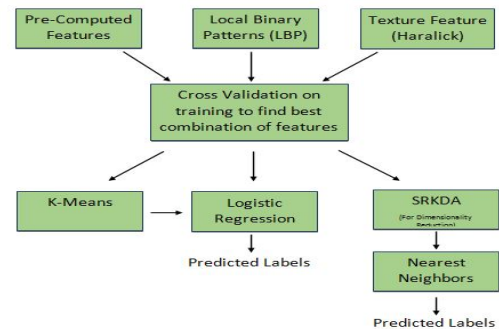 Pre-Computed
Features
Local Binary
Patterns (LBP)
Texture Feature
(Haralick)
Cross Validation on
training to find best
combination of features
K-Means
Logistic
Regression
SRKDA
(For Dimensionality
Reduction)
Predicted Labels
Nearest
Neighbors
Predicted Labels